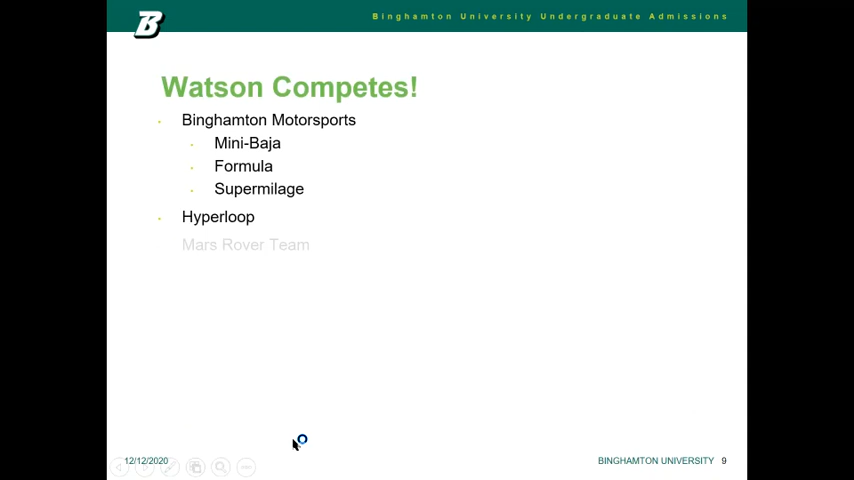 Binghamton University Undergraduate Admissions
B
Watson Competes!
Binghamton Motorsports
Mini-Baja
Formula
Supermilage
Hyperloop
Mars Rover Team
12/12/2020
BINGHAMTON UNIVERSITY 9